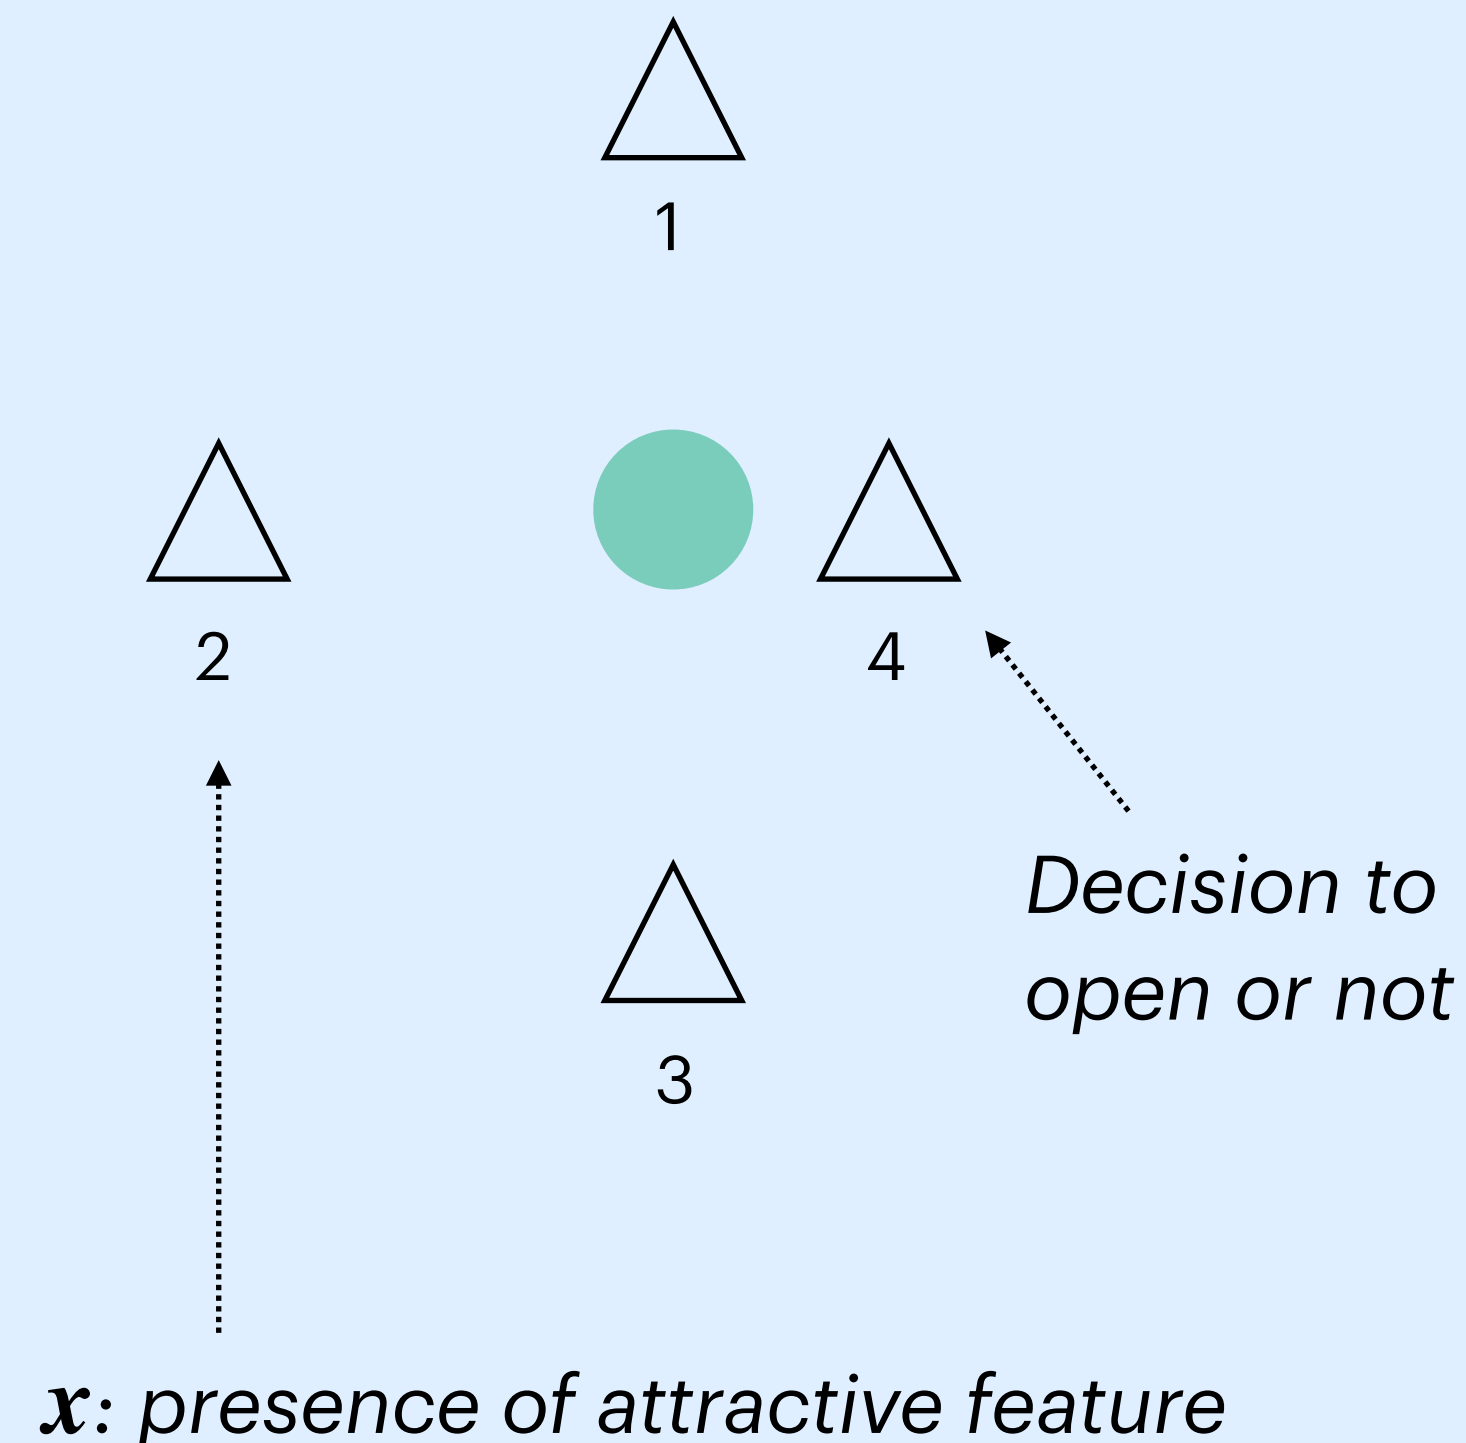 1
2
4
Decision to
open or not
3
x: presence of attractive feature